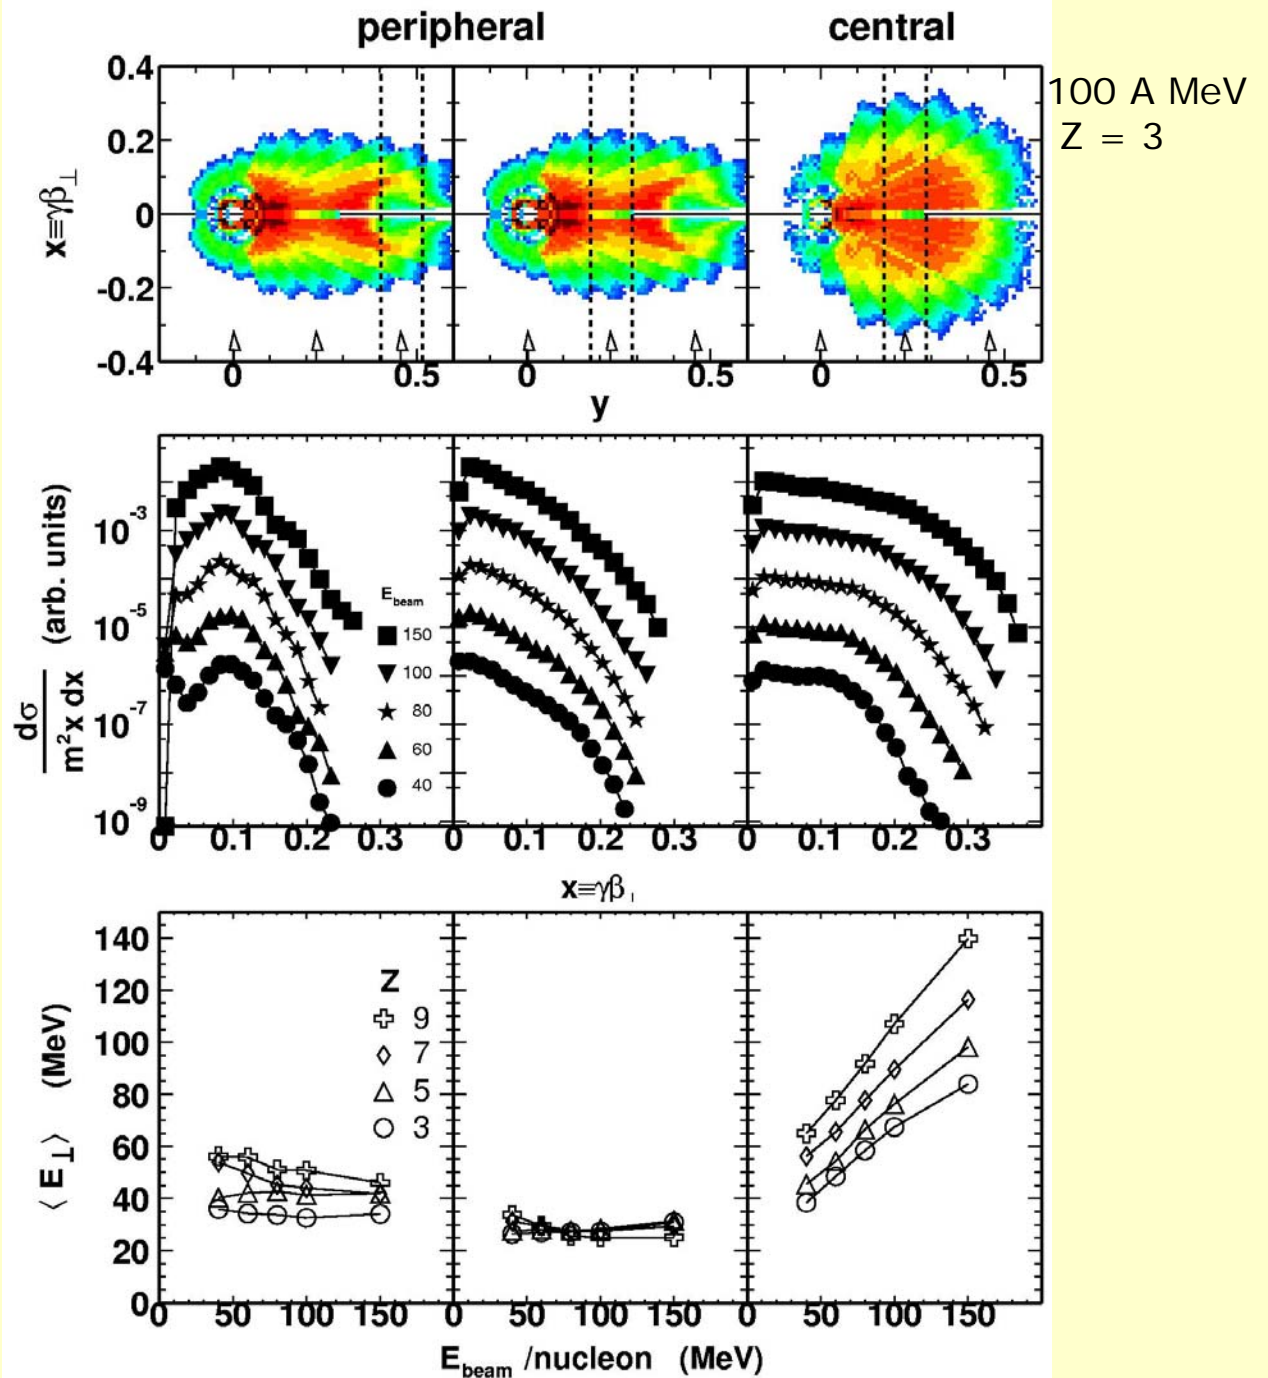 peripheral central
100 A MeV
Z = 3
x≡γβ⊥
0.4
0.2
0
-0.2
-0.4
0 0.5 0 0.5 0 0.5
y
dσ
m²x dx
(arb. units)
10⁻³
10⁻⁵
10⁻⁷
10⁻⁹
E_beam
150
100
80
60
40
0 0.1 0.2 0.3 0 0.1 0.2 0.3 0 0.1 0.2 0.3
x≡γβ⊥
⟨ E⊥ ⟩ (MeV)
140
120
100
80
60
40
20
0
Z
9
7
5
3
0 50 100 150 0 50 100 150 0 50 100 150
E_beam /nucleon (MeV)